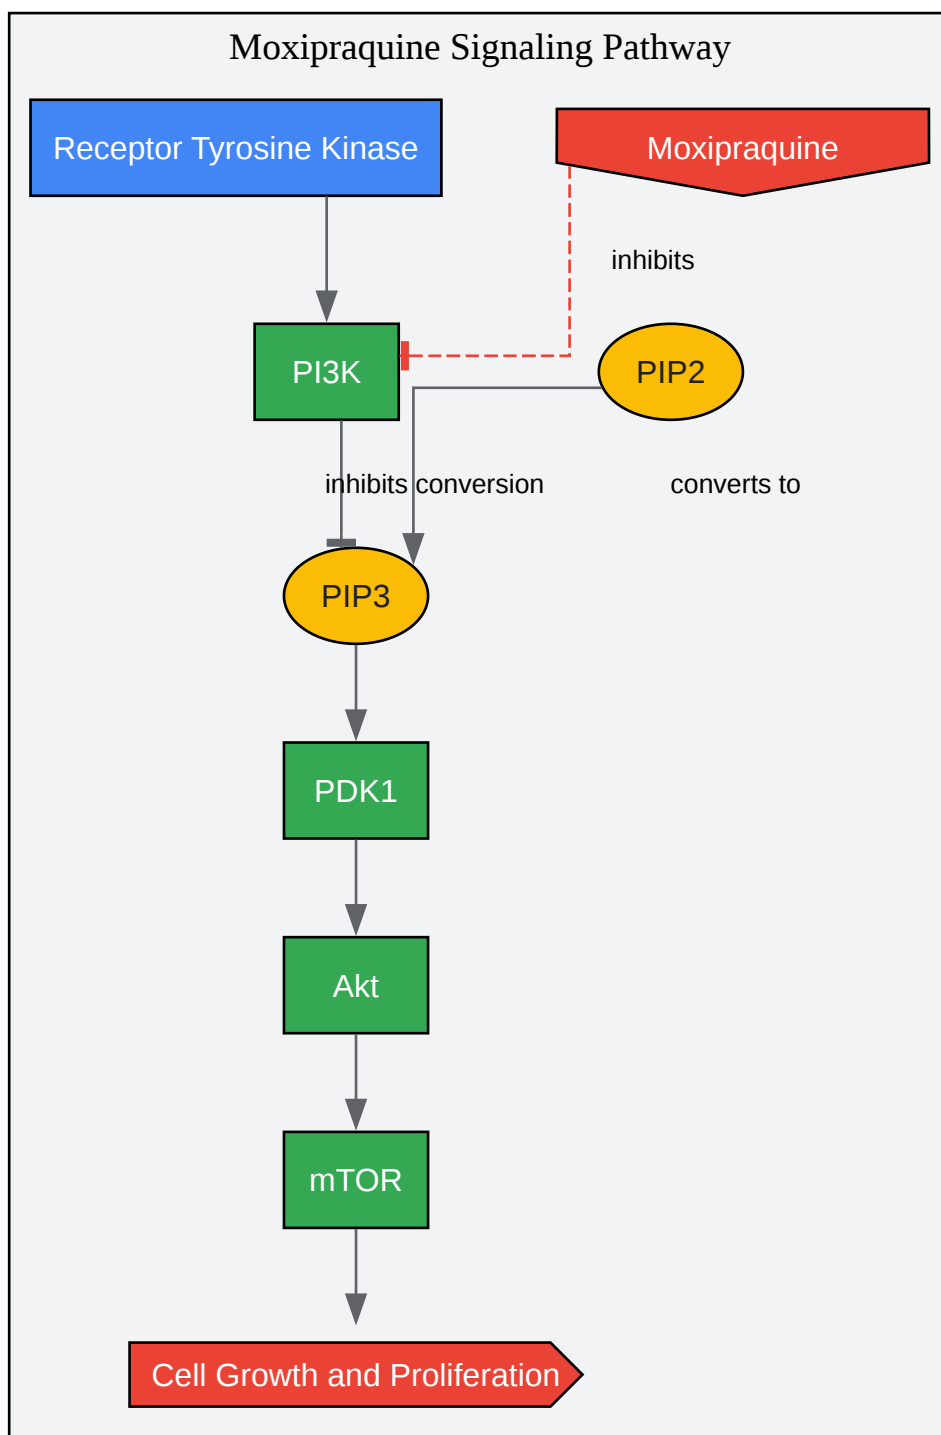 Moxipraquine Signaling Pathway
Receptor Tyrosine Kinase
Moxipraquine
inhibits
PI3K
PIP2
inhibits conversion
converts to
PIP3
PDK1
Akt
mTOR
Cell Growth and Proliferation